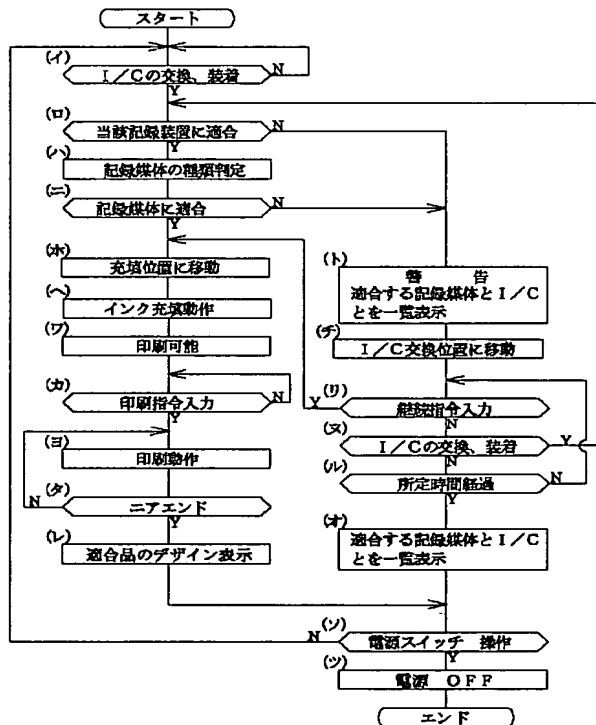 スタート
(イ)
I/Cの交換、装着
N
Y
(ロ)
当該記録装置に適合
N
Y
(ハ)
記録媒体の種類判定
(ニ)
記録媒体に適合
N
Y
(ホ)
充填位置に移動
(ヘ)
インク充填動作
(ワ)
印刷可能
(カ)
印刷指令入力
N
Y
(ヨ)
印刷動作
(タ)
ニアエンド
N
Y
(レ)
適合品のデザイン表示
(ト)
警 告
適合する記録媒体とI/C
とを一覧表示
(チ)
I/C交換位置に移動
(リ)
継続指令入力
Y
N
(ヌ)
I/Cの交換、装着
Y
N
(ル)
所定時間経過
N
Y
(オ)
適合する記録媒体とI/C
とを一覧表示
(ソ)
電源スイッチ 操作
N
Y
(ツ)
電源 OFF
エンド